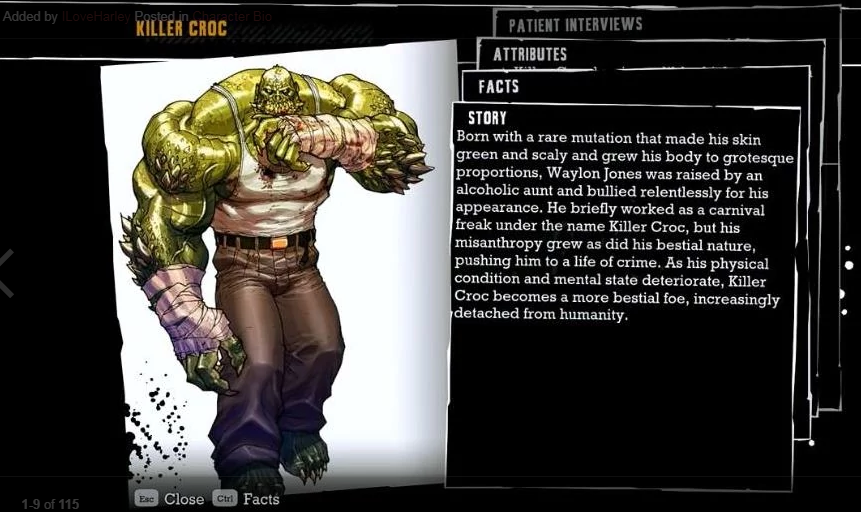 Added by ILoveHarley Posted in Character Bio
KILLER CROC
PATIENT INTERVIEWS
ATTRIBUTES
FACTS
STORY
Born with a rare mutation that made his skin
green and scaly and grew his body to grotesque
proportions, Waylon Jones was raised by an
alcoholic aunt and bullied relentlessly for his
appearance. He briefly worked as a carnival
freak under the name Killer Croc, but his
misanthropy grew as did his bestial nature,
pushing him to a life of crime. As his physical
condition and mental state deteriorate, Killer
Croc becomes a more bestial foe, increasingly
detached from humanity.
Esc Close Ctrl Facts
1-9 of 115